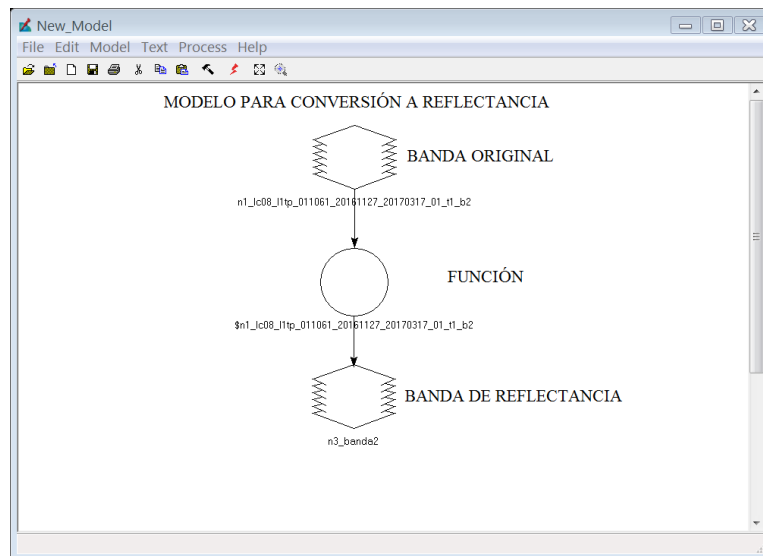 New_Model
File Edit Model Text Process Help
MODELO PARA CONVERSIÓN A REFLECTANCIA
BANDA ORIGINAL
n1_lc08_l1tp_011061_20161127_20170317_01_t1_b2
FUNCIÓN
$n1_lc08_l1tp_011061_20161127_20170317_01_t1_b2
BANDA DE REFLECTANCIA
n3_banda2